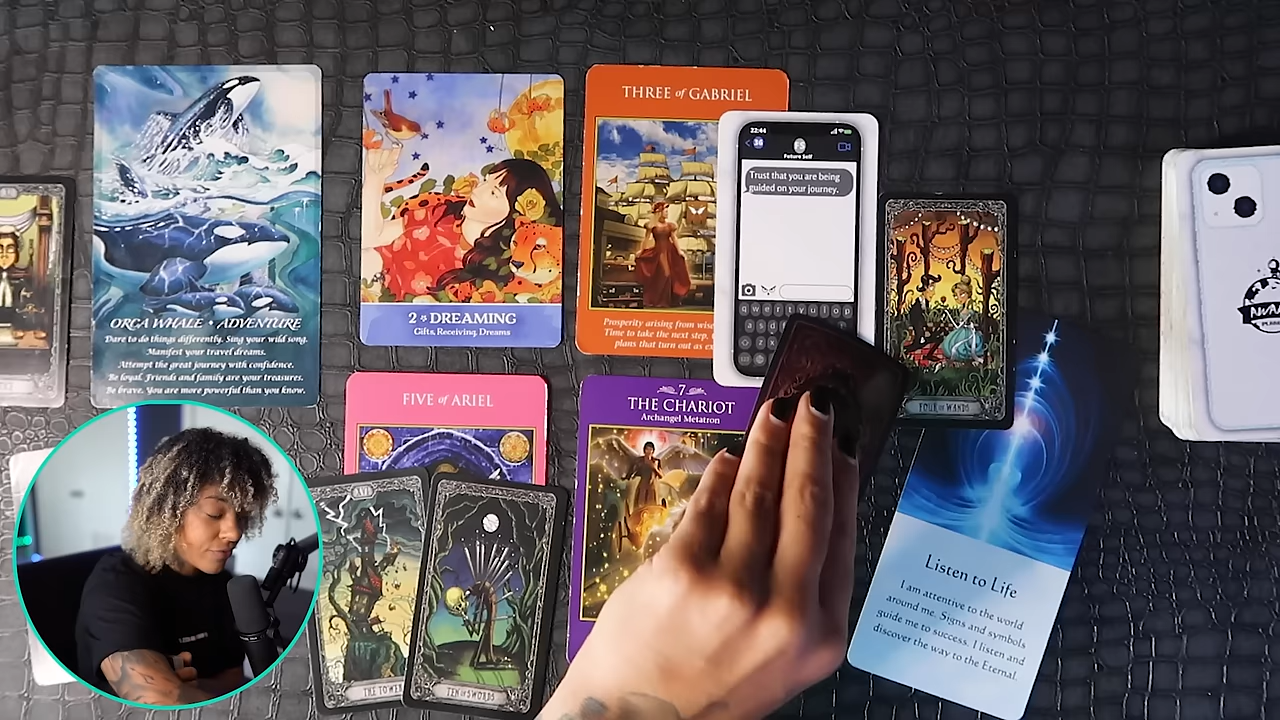 ORCA WHALE • ADVENTURE
Dare to do things differently. Sing your wild song.
Manifest your travel dreams.
Attempt the great journey with confidence.
Be loyal. Friends and family are your treasures.
Be brave. You are more powerful than you know.
2 DREAMING
Gifts, Receiving, Dreams
THREE of GABRIEL
Prosperity arising from wise
Time to take the next step.
plans that turn out as ex
22:44
36
FS
Future Self
Trust that you are being
guided on your journey.
q w e r t y u i o p
FOUR OF WANDS
FIVE of ARIEL
7
THE CHARIOT
Archangel Metatron
XVI
THE TOWER
TEN OF SWORDS
Listen to Life
I am attentive to the world
around me. Signs and symbols
guide me to success. I listen and
discover the way to the Eternal.